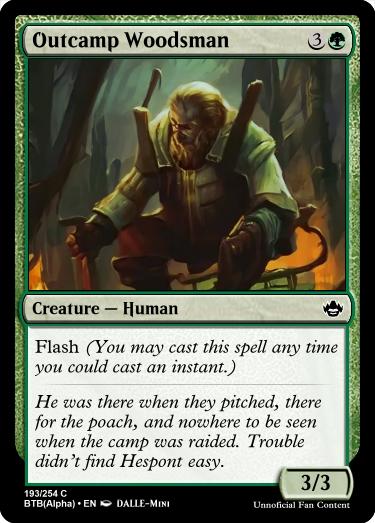 Outcamp Woodsman 3
Creature — Human
Flash (You may cast this spell any time
you could cast an instant.)
He was there when they pitched, there
for the poach, and nowhere to be seen
when the camp was raided. Trouble
didn't find Hespont easy.
3/3
193/254 C
BTB(Alpha) • EN DALLE-Mini
Unnoficial Fan Content